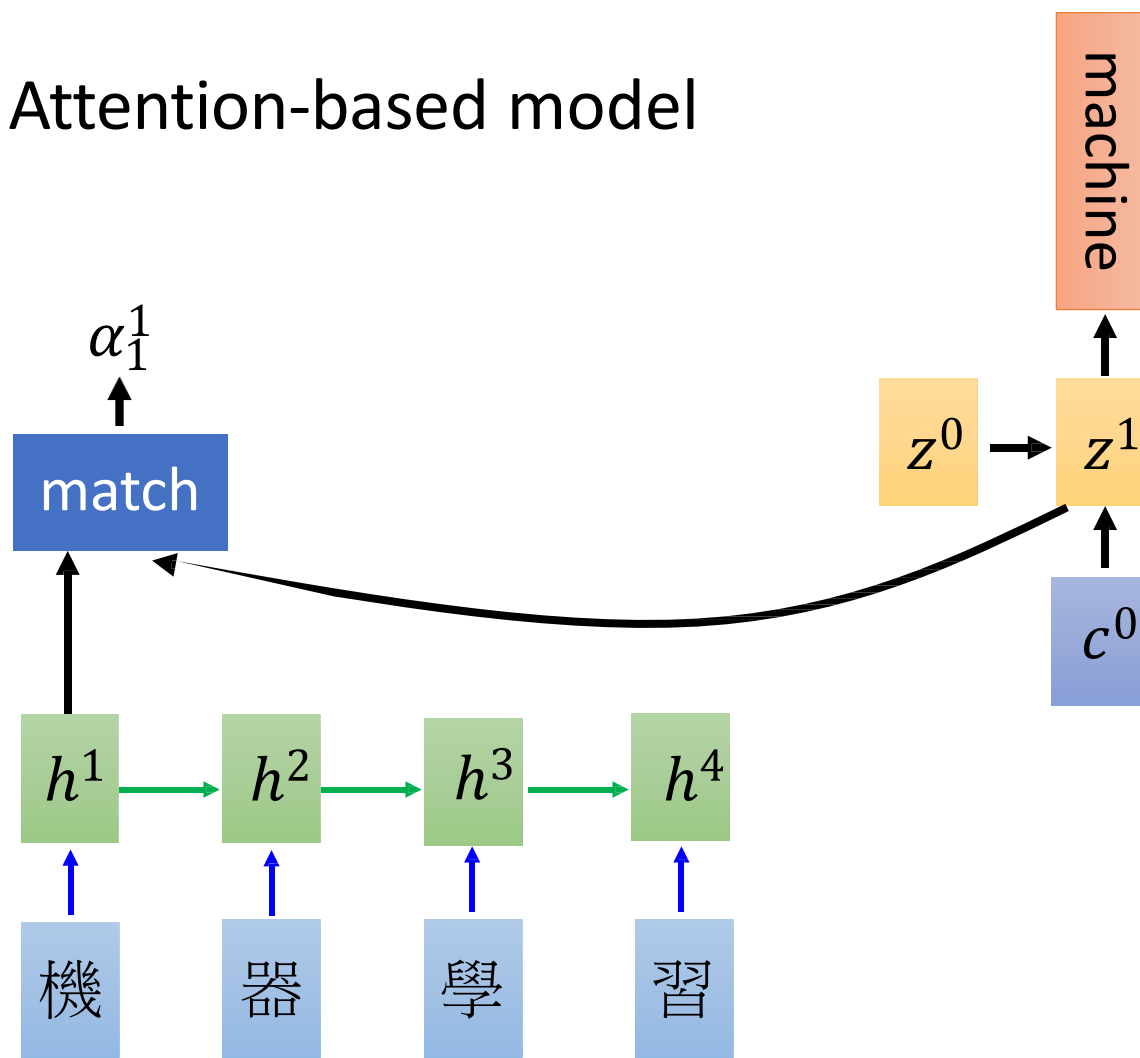 Attention-based model
machine
α₁¹
match
z⁰
z¹
c⁰
h¹
h²
h³
h⁴
機
器
學
習